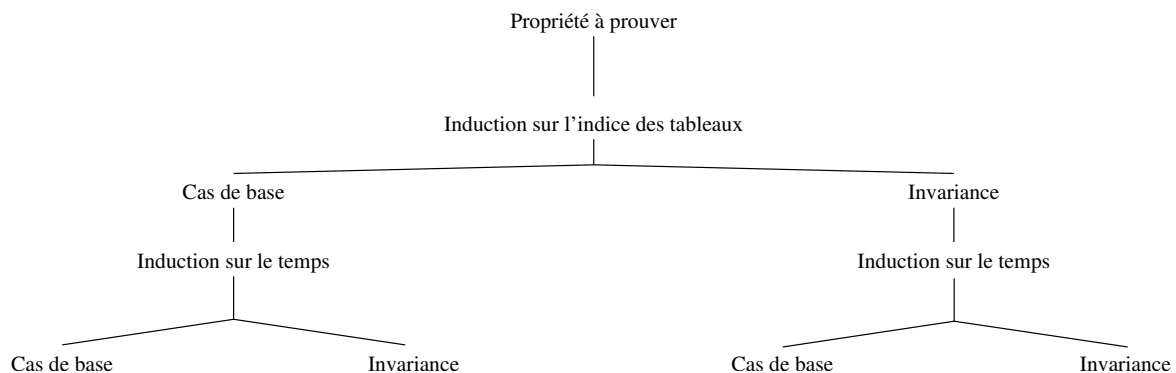 Propriété à prouver
Induction sur l'indice des tableaux
Cas de base
Invariance
Induction sur le temps
Induction sur le temps
Cas de base
Invariance
Cas de base
Invariance